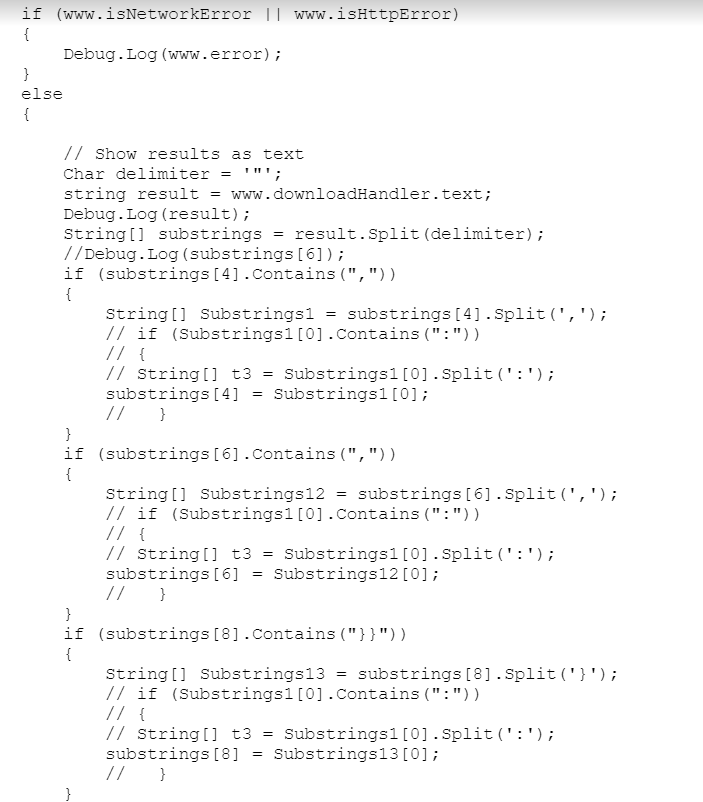 if (www.isNetworkError || www.isHttpError)
{
    Debug.Log(www.error);
}
else
{

    // Show results as text
    Char delimiter = '"';
    string result = www.downloadHandler.text;
    Debug.Log(result);
    String[] substrings = result.Split(delimiter);
    //Debug.Log(substrings[6]);
    if (substrings[4].Contains(","))
    {
        String[] Substrings1 = substrings[4].Split(',');
        // if (Substrings1[0].Contains(":"))
        // {
        // String[] t3 = Substrings1[0].Split(':');
        substrings[4] = Substrings1[0];
        //   }
    }
    if (substrings[6].Contains(","))
    {
        String[] Substrings12 = substrings[6].Split(',');
        // if (Substrings1[0].Contains(":"))
        // {
        // String[] t3 = Substrings1[0].Split(':');
        substrings[6] = Substrings12[0];
        //   }
    }
    if (substrings[8].Contains("}}"))
    {
        String[] Substrings13 = substrings[8].Split('}');
        // if (Substrings1[0].Contains(":"))
        // {
        // String[] t3 = Substrings1[0].Split(':');
        substrings[8] = Substrings13[0];
        //   }
    }